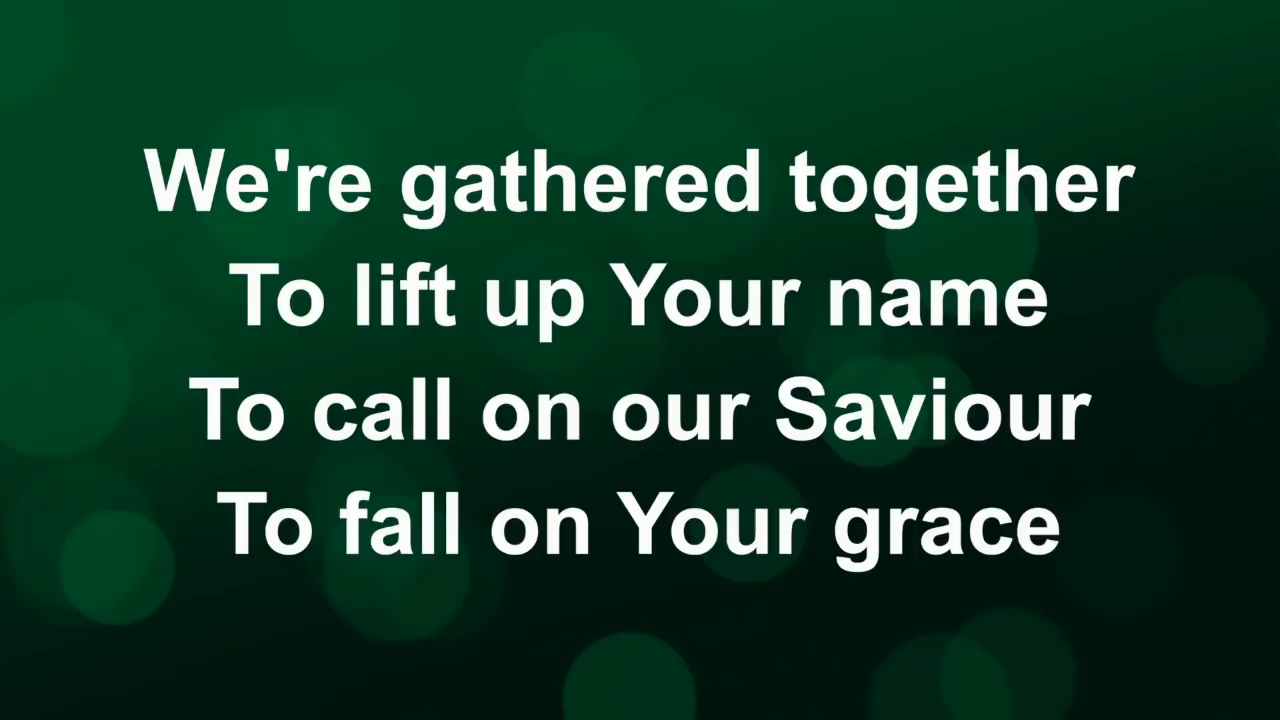 We're gathered together
To lift up Your name
To call on our Saviour
To fall on Your grace